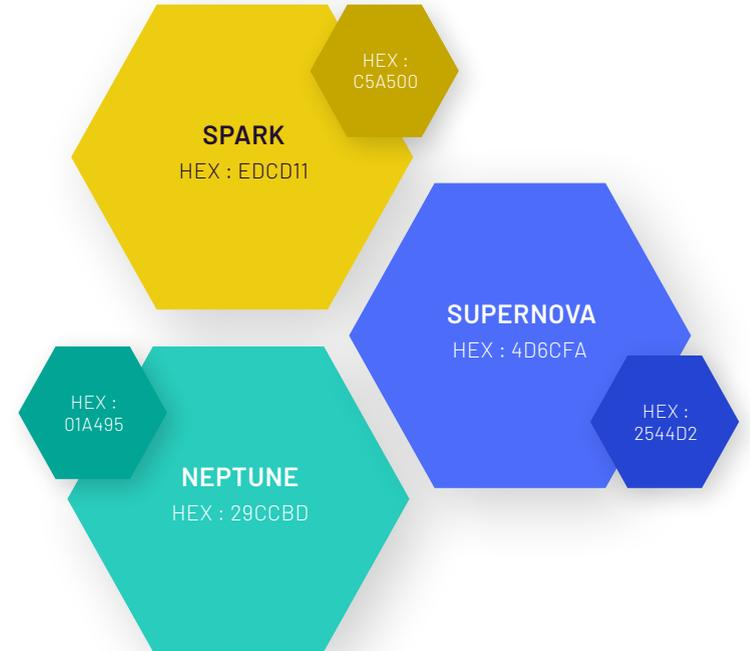 HEX :
C5A500
SPARK
HEX : EDCD11
SUPERNOVA
HEX : 4D6CFA
HEX :
2544D2
HEX :
01A495
NEPTUNE
HEX : 29CCBD